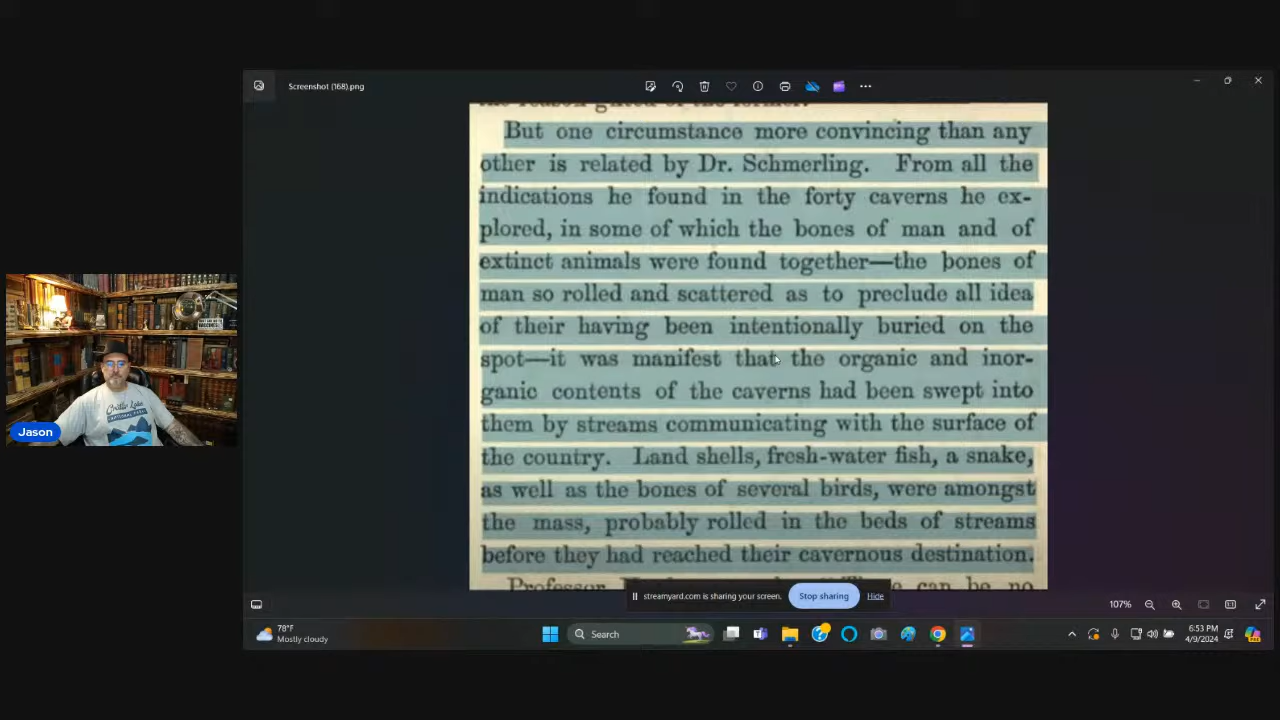 Screenshot (168).png
But one circumstance more convincing than any
other is related by Dr. Schmerling. From all the
indications he found in the forty caverns he ex-
plored, in some of which the bones of man and of
extinct animals were found together—the bones of
man so rolled and scattered as to preclude all idea
of their having been intentionally buried on the
spot—it was manifest that the organic and inor-
ganic contents of the caverns had been swept into
them by streams communicating with the surface of
the country. Land shells, fresh-water fish, a snake,
as well as the bones of several birds, were amongst
the mass, probably rolled in the beds of streams
before they had reached their cavernous destination.
Professor can be no
Jason
streamyard.com is sharing your screen. Stop sharing Hide
107%
78°F
Mostly cloudy
Search
6:53 PM
4/9/2024